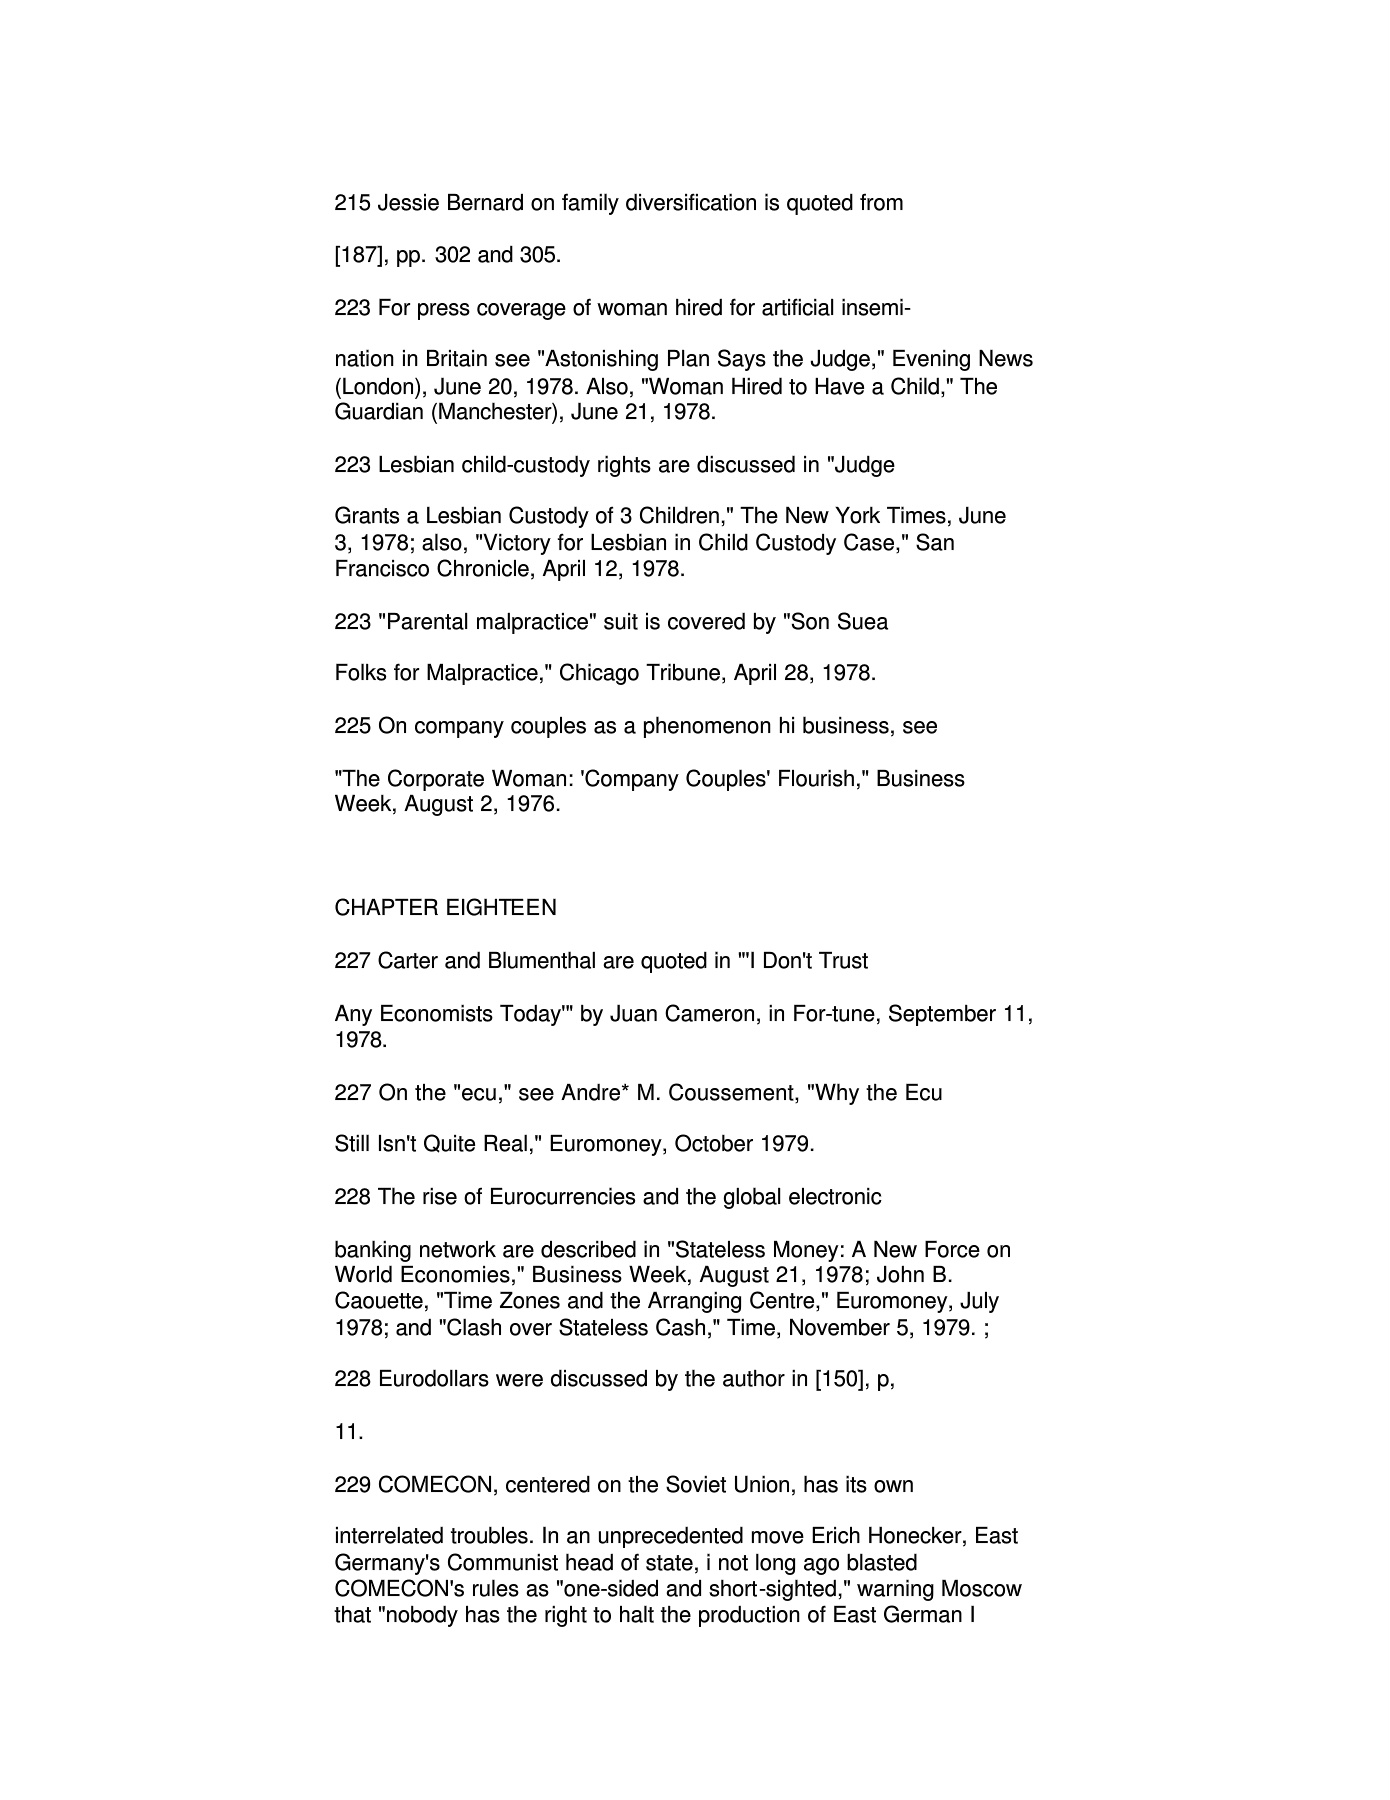 215 Jessie Bernard on family diversification is quoted from
[187], pp. 302 and 305.
223 For press coverage of woman hired for artificial insemi-
nation in Britain see "Astonishing Plan Says the Judge," Evening News
(London), June 20, 1978. Also, "Woman Hired to Have a Child," The
Guardian (Manchester), June 21, 1978.
223 Lesbian child-custody rights are discussed in "Judge
Grants a Lesbian Custody of 3 Children," The New York Times, June
3, 1978; also, "Victory for Lesbian in Child Custody Case," San
Francisco Chronicle, April 12, 1978.
223 "Parental malpractice" suit is covered by "Son Suea
Folks for Malpractice," Chicago Tribune, April 28, 1978.
225 On company couples as a phenomenon hi business, see
"The Corporate Woman: 'Company Couples' Flourish," Business
Week, August 2, 1976.
CHAPTER EIGHTEEN
227 Carter and Blumenthal are quoted in "'I Don't Trust
Any Economists Today'" by Juan Cameron, in For-tune, September 11,
1978.
227 On the "ecu," see Andre* M. Coussement, "Why the Ecu
Still Isn't Quite Real," Euromoney, October 1979.
228 The rise of Eurocurrencies and the global electronic
banking network are described in "Stateless Money: A New Force on
World Economies," Business Week, August 21, 1978; John B.
Caouette, "Time Zones and the Arranging Centre," Euromoney, July
1978; and "Clash over Stateless Cash," Time, November 5, 1979. ;
228 Eurodollars were discussed by the author in [150], p,
11.
229 COMECON, centered on the Soviet Union, has its own
interrelated troubles. In an unprecedented move Erich Honecker, East
Germany's Communist head of state, i not long ago blasted
COMECON's rules as "one-sided and short-sighted," warning Moscow
that "nobody has the right to halt the production of East German I